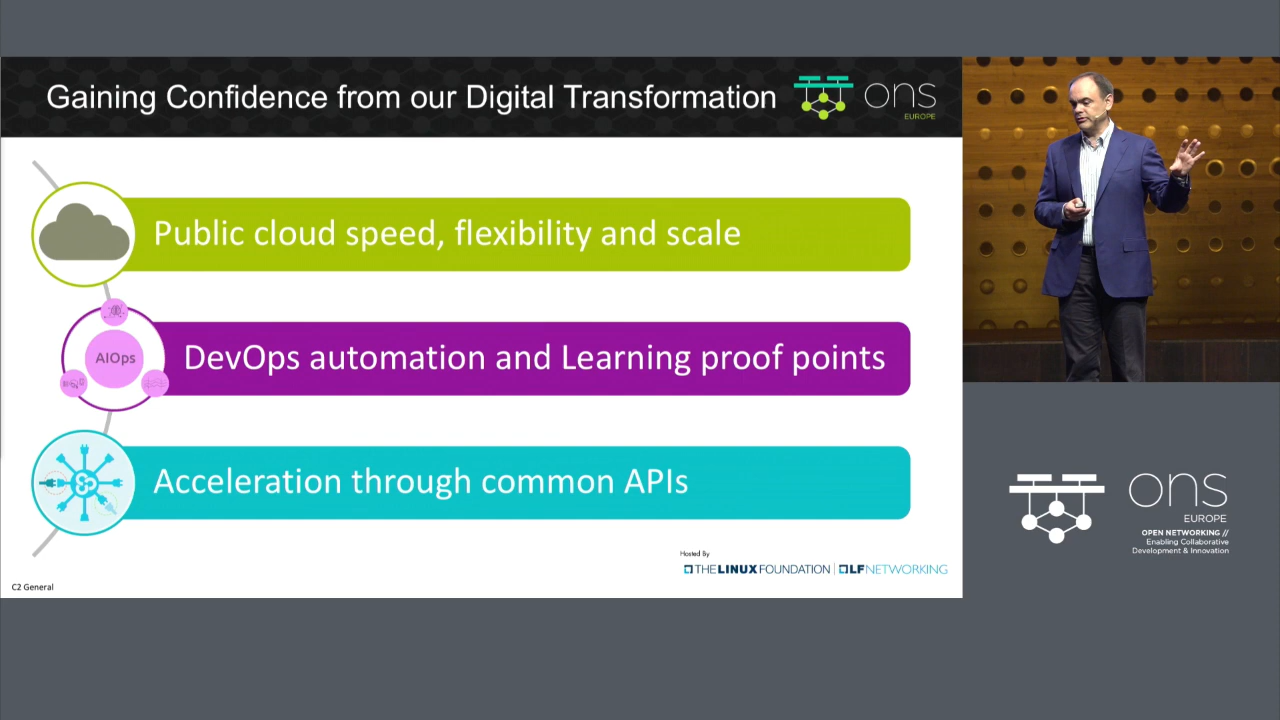 Gaining Confidence from our Digital Transformation
ons
EUROPE
Public cloud speed, flexibility and scale
AIOps
DevOps automation and Learning proof points
Acceleration through common APIs
Hosted By
THE LINUX FOUNDATION | LF NETWORKING
C2 General
ons
EUROPE
OPEN NETWORKING //
Enabling Collaborative
Development & Innovation